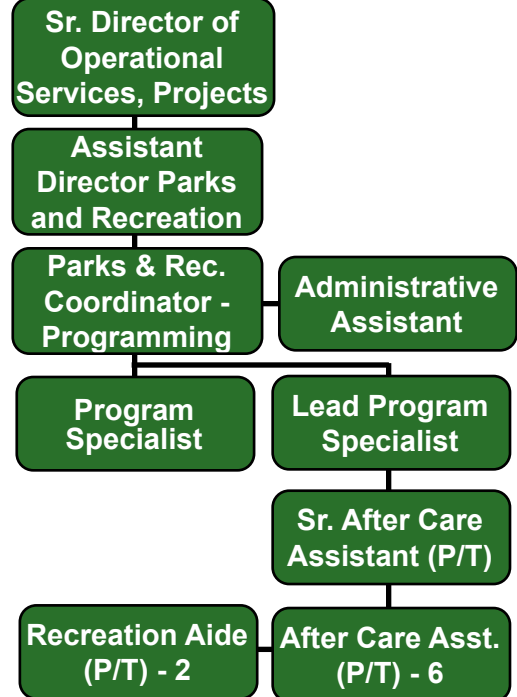 Sr. Director of
Operational
Services, Projects
Assistant
Director Parks
and Recreation
Parks & Rec.
Coordinator -
Programming
Administrative
Assistant
Program
Specialist
Lead Program
Specialist
Sr. After Care
Assistant (P/T)
Recreation Aide
(P/T) - 2
After Care Asst.
(P/T) - 6